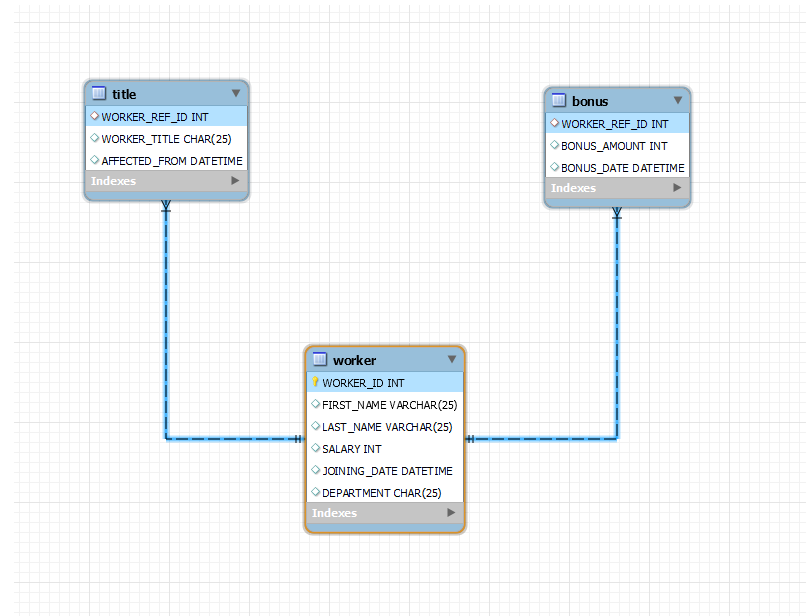 title
WORKER_REF_ID INT
WORKER_TITLE CHAR(25)
AFFECTED_FROM DATETIME
Indexes
bonus
WORKER_REF_ID INT
BONUS_AMOUNT INT
BONUS_DATE DATETIME
Indexes
worker
WORKER_ID INT
FIRST_NAME VARCHAR(25)
LAST_NAME VARCHAR(25)
SALARY INT
JOINING_DATE DATETIME
DEPARTMENT CHAR(25)
Indexes